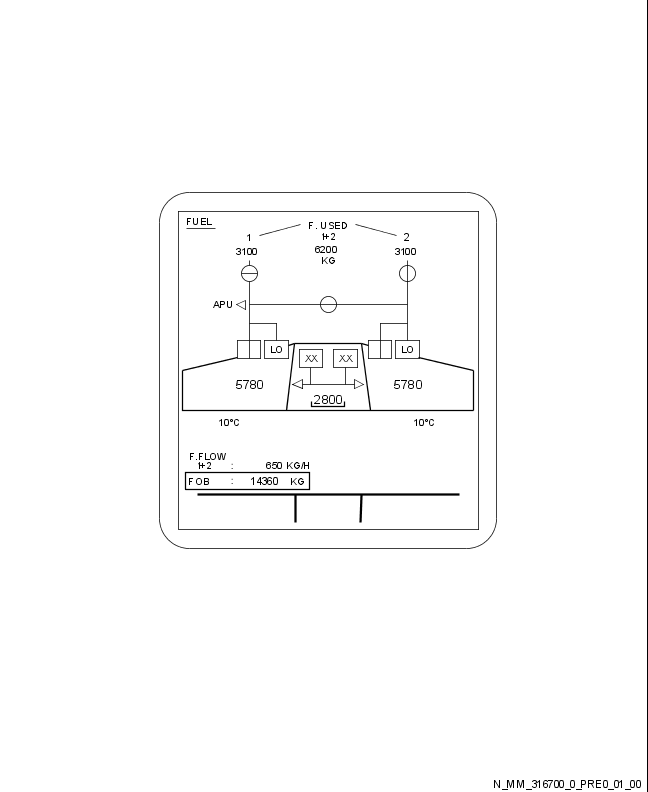 FUEL
F. USED
1 1+2 2
3100 6200 3100
KG
APU
LO LO
XX XX
5780 2800 5780
10°C 10°C
F.FLOW
1+2 : 650 KG/H
FOB : 14360 KG
N_MM_316700_0_PRE0_01_00